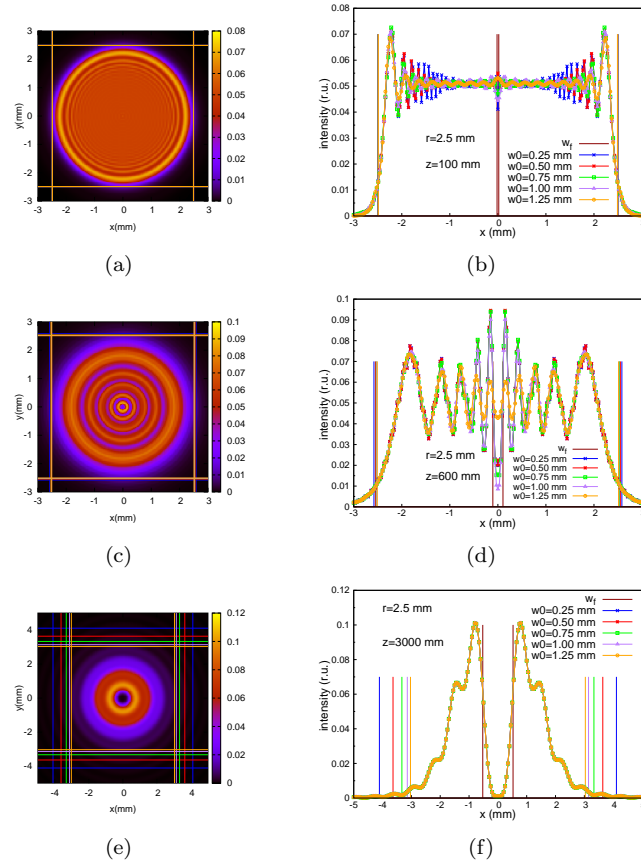 3
2
1
0
-1
-2
-3
y(mm)
-3 -2 -1 0 1 2 3
x(mm)
0.08
0.07
0.06
0.05
0.04
0.03
0.02
0.01
0
(a)
0.08
0.07
0.06
0.05
0.04
0.03
0.02
0.01
0
intensity (r.u.)
r=2.5 mm
z=100 mm
wf
w0=0.25 mm
w0=0.50 mm
w0=0.75 mm
w0=1.00 mm
w0=1.25 mm
-3 -2 -1 0 1 2
x (mm)
(b)
3
2
1
0
-1
-2
-3
y(mm)
-3 -2 -1 0 1 2 3
x(mm)
0.1
0.09
0.08
0.07
0.06
0.05
0.04
0.03
0.02
0.01
0
(c)
0.1
0.09
0.08
0.07
0.06
0.05
0.04
0.03
0.02
0.01
0
intensity (r.u.)
r=2.5 mm
z=600 mm
wf
w0=0.25 mm
w0=0.50 mm
w0=0.75 mm
w0=1.00 mm
w0=1.25 mm
-3 -2 -1 0 1 2
x (mm)
(d)
4
2
0
-2
-4
y(mm)
-4 -2 0 2 4
x(mm)
0.12
0.1
0.08
0.06
0.04
0.02
0
(e)
0.12
0.1
0.08
0.06
0.04
0.02
0
intensity (r.u.)
r=2.5 mm
z=3000 mm
wf
w0=0.25 mm
w0=0.50 mm
w0=0.75 mm
w0=1.00 mm
w0=1.25 mm
-5 -4 -3 -2 -1 0 1 2 3 4 5
x (mm)
(f)